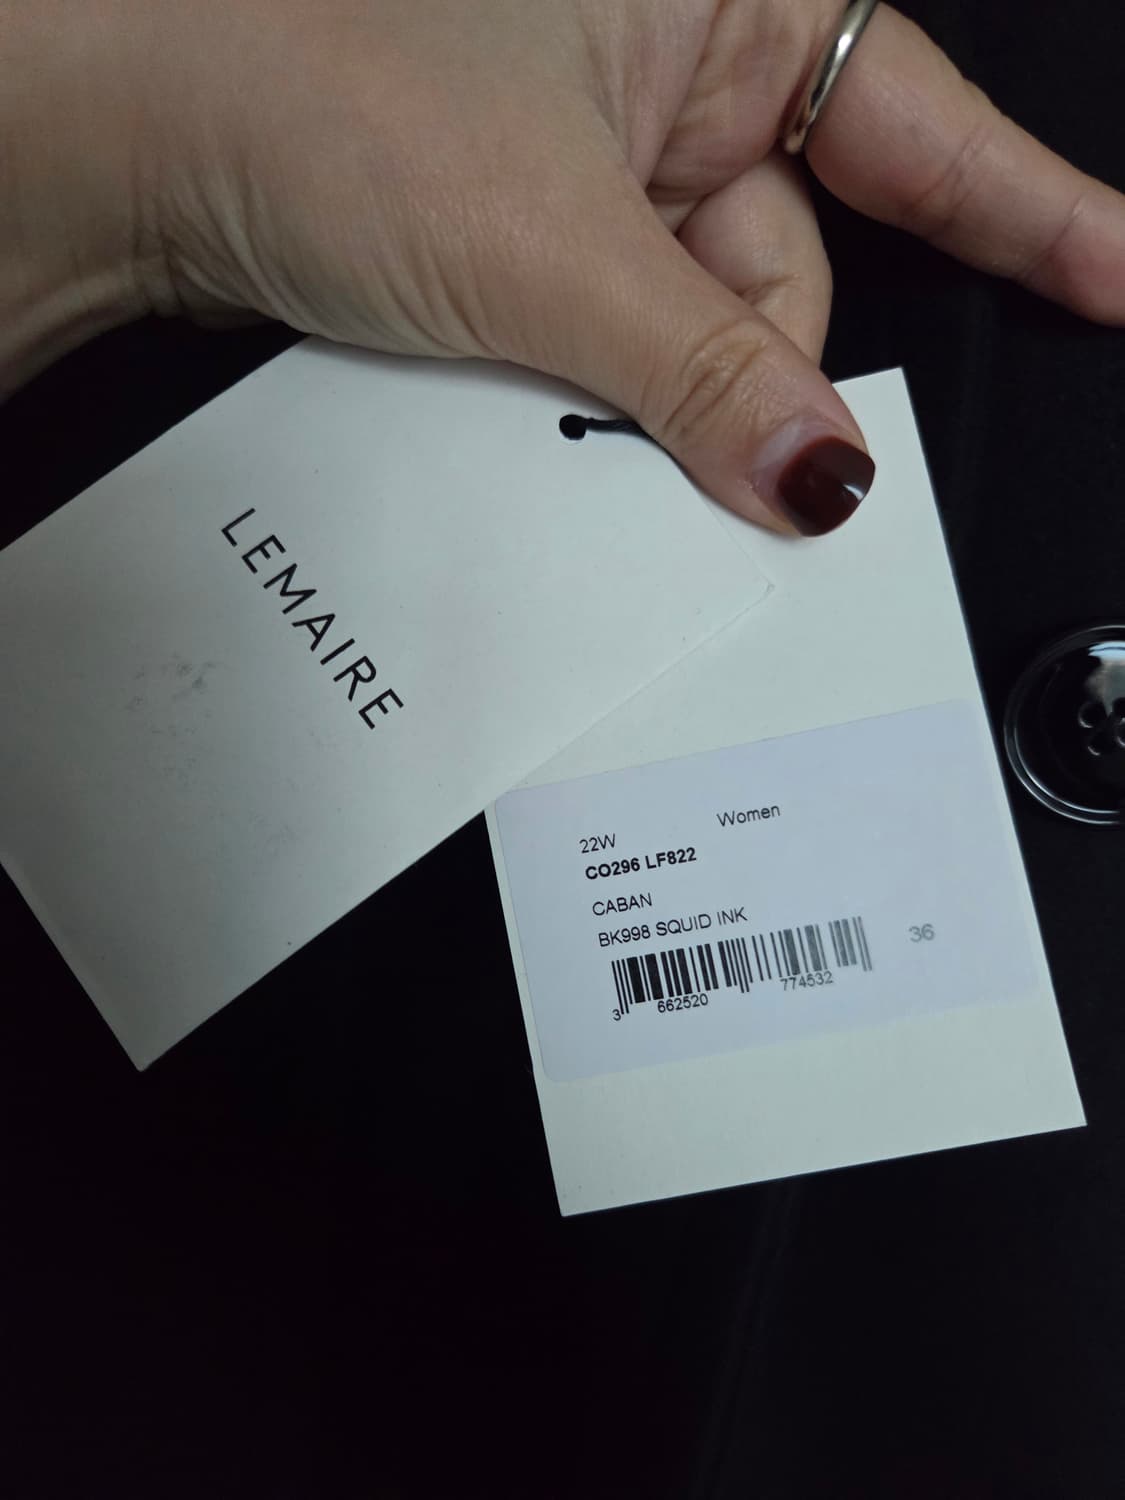 LEMAIRE
22W Women
CO296 LF822
CABAN
BK998 SQUID INK
36
3 662520 774532